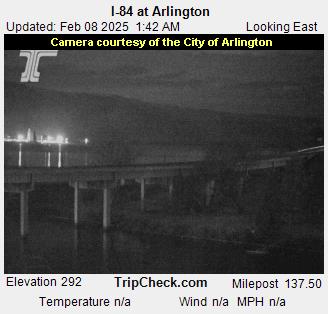 I-84 at Arlington
Updated: Feb 08 2025 1:42 AM Looking East
Camera courtesy of the City of Arlington
Elevation 292 TripCheck.com Milepost 137.50
Temperature n/a Wind n/a MPH n/a